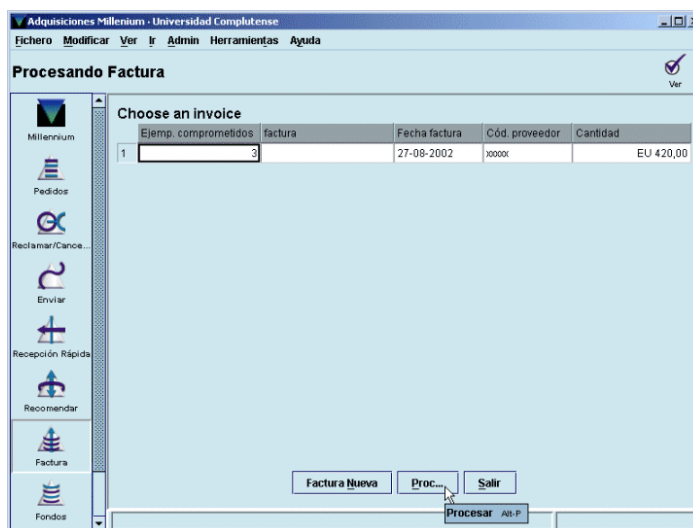 Adquisiciones Millenium · Universidad Complutense
Fichero Modificar Ver Ir Admin Herramientas Ayuda
Procesando Factura
Ver
Millennium
Pedidos
Reclamar/Cance...
Enviar
Recepción Rápida
Recomendar
Factura
Fondos
Choose an invoice
Ejemp. comprometidos factura Fecha factura Cód. proveedor Cantidad
1 3 27-08-2002 xxxxx EU 420,00
Factura Nueva Proc... Salir
Procesar Alt-P